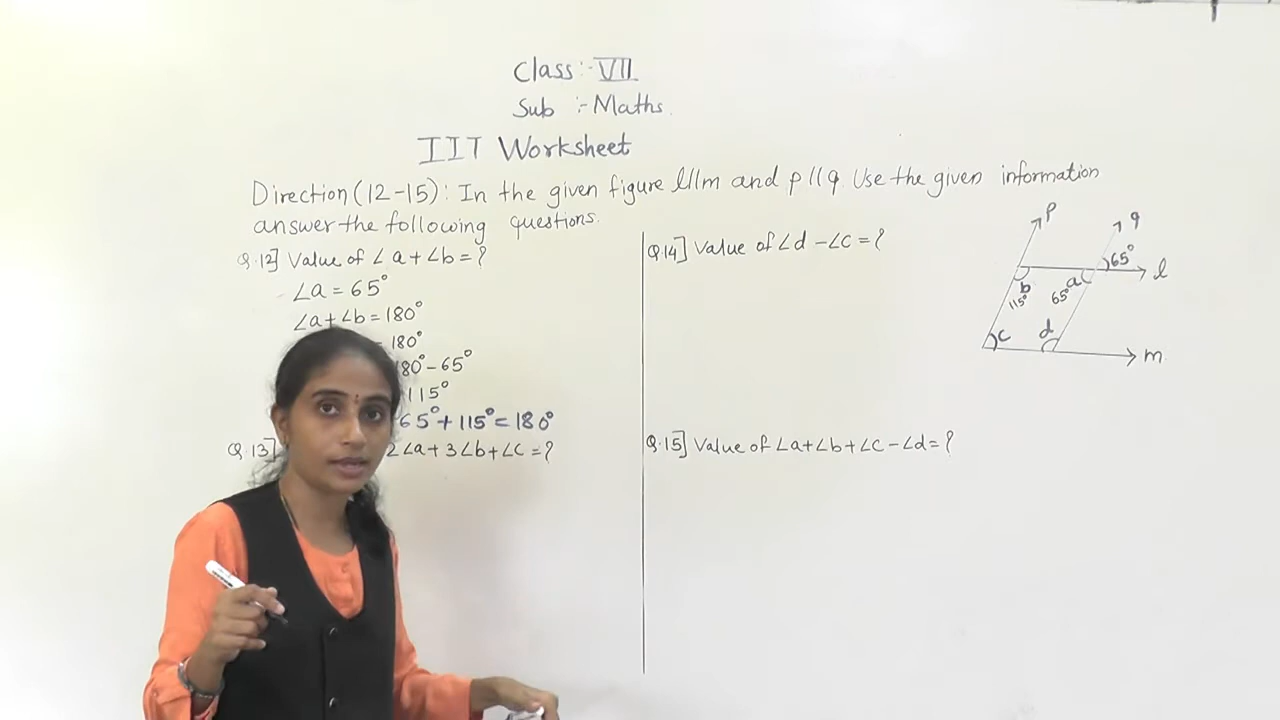 Class :- VII
Sub :- Maths.
IIT Worksheet
Direction (12-15): In the given figure l||m and p||q. Use the given information
answer the following questions.
Q.12] Value of ∠a+∠b=?
∠a = 65°
∠a+∠b = 180°
= 180°
180°-65°
115°
65°+115°=180°
Q.13] 2∠a+3∠b+∠c=?
Q.14] Value of ∠d-∠c=?
Q.15] Value of ∠a+∠b+∠c-∠d=?
p
q
65°
l
b
a
115°
65°
c
d
m